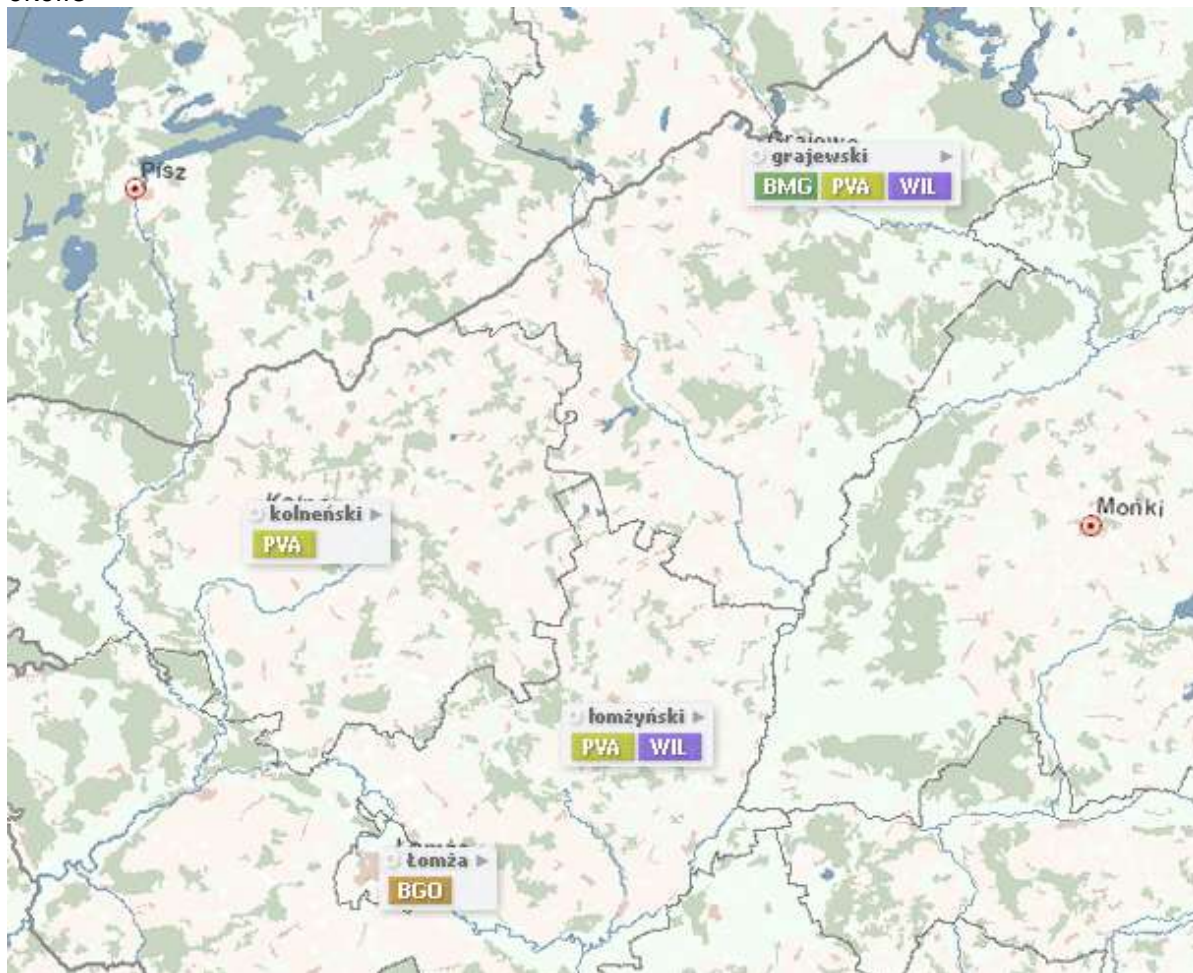 Pisz
grajewski
BMG PVA WIL
Mońki
kolneński
PVA
łomżyński
PVA WIL
Łomża
BGO